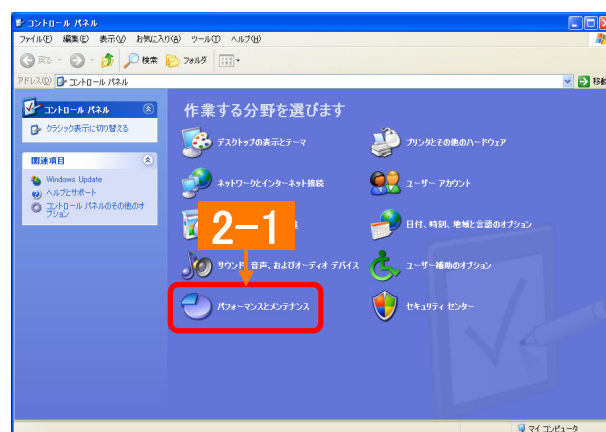 コントロール パネル
ファイル(F) 編集(E) 表示(V) お気に入り(A) ツール(T) ヘルプ(H)
戻る 検索 フォルダ
アドレス(D) コントロール パネル 移動
コントロール パネル
クラシック表示に切り替える
関連項目
Windows Update
ヘルプとサポート
コントロール パネルのその他のオプション
作業する分野を選びます
デスクトップの表示とテーマ
プリンタとその他のハードウェア
ネットワークとインターネット接続
ユーザー アカウント
2-1
日付、時刻、地域と言語のオプション
サウンド、音声、およびオーディオ デバイス
ユーザー補助のオプション
パフォーマンスとメンテナンス
セキュリティ センター
マイ コンピュータ